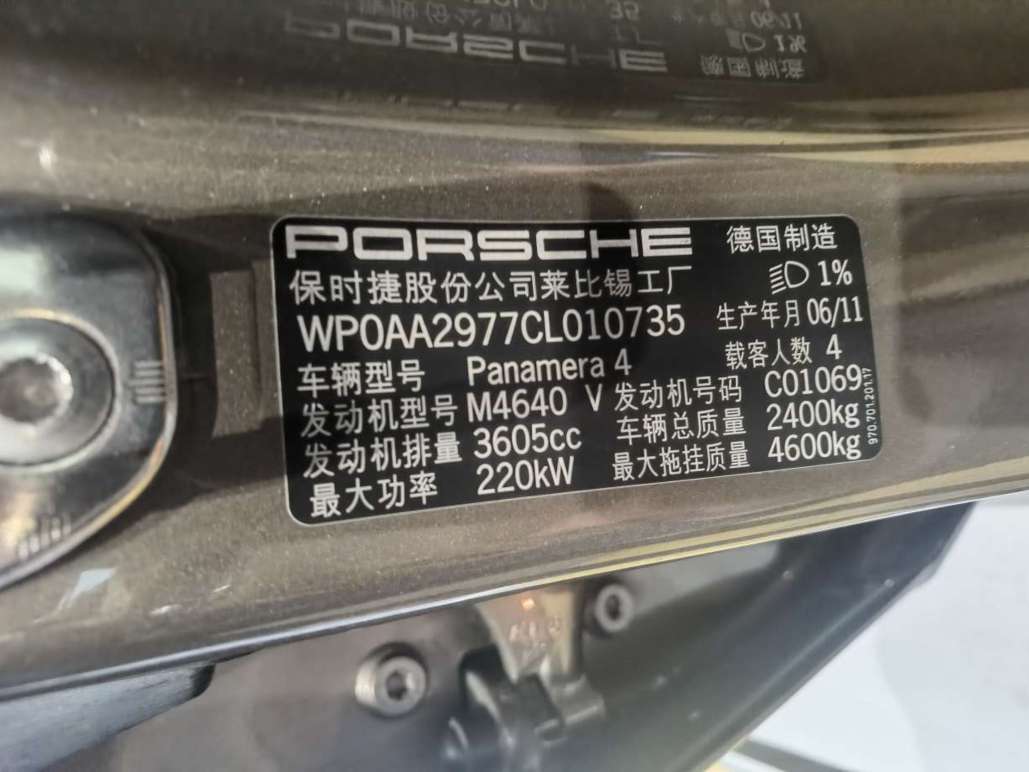 PORSCHE 德国制造
保时捷股份公司莱比锡工厂 1%
WP0AA2977CL010735 生产年月 06/11
车辆型号 Panamera 4 载客人数 4
发动机型号 M4640 V 发动机号码 C01069
发动机排量 3605cc 车辆总质量 2400kg
最大功率 220kW 最大拖挂质量 4600kg
970.701.201.17